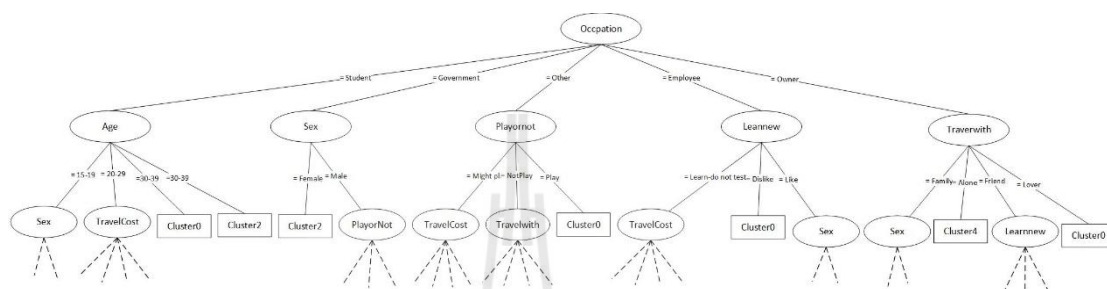 Occpation
= Student
= Government
= Other
= Employee
= Owner
Age
Sex
Playornot
Leannew
Traverwith
= 15-19
= 20-29
=30-39
=30-39
= Female
= Male
= Might pl
= NotPlay
= Play
= Learn-do not test
= Dislike
= Like
= Family
= Alone
= Friend
= Lover
Sex
TravelCost
Cluster0
Cluster2
Cluster2
PlayorNot
TravelCost
Travelwith
Cluster0
TravelCost
Cluster0
Sex
Sex
Cluster4
Learnnew
Cluster0